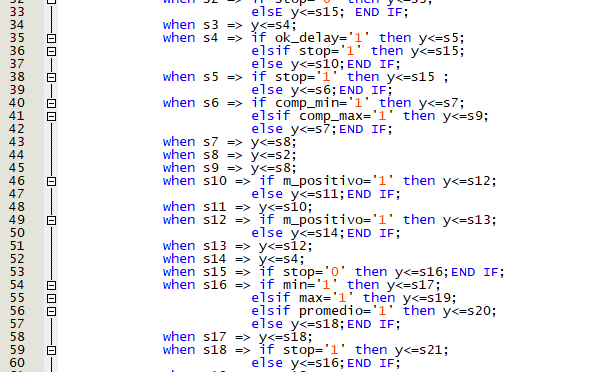 33 elsE y<=s15; END IF;
34 when s3 => y<=s4;
35 when s4 => if ok_delay='1' then y<=s5;
36 elsif stop='1' then y<=s15;
37 else y<=s10;END IF;
38 when s5 => if stop='1' then y<=s15 ;
39 else y<=s6;END IF;
40 when s6 => if comp_min='1' then y<=s7;
41 elsif comp_max='1' then y<=s9;
42 else y<=s7;END IF;
43 when s7 => y<=s8;
44 when s8 => y<=s2;
45 when s9 => y<=s8;
46 when s10 => if m_positivo='1' then y<=s12;
47 else y<=s11;END IF;
48 when s11 => y<=s10;
49 when s12 => if m_positivo='1' then y<=s13;
50 else y<=s14;END IF;
51 when s13 => y<=s12;
52 when s14 => y<=s4;
53 when s15 => if stop='0' then y<=s16;END IF;
54 when s16 => if min='1' then y<=s17;
55 elsif max='1' then y<=s19;
56 elsif promedio='1' then y<=s20;
57 else y<=s18;END IF;
58 when s17 => y<=s18;
59 when s18 => if stop='1' then y<=s21;
60 else y<=s16;END IF;